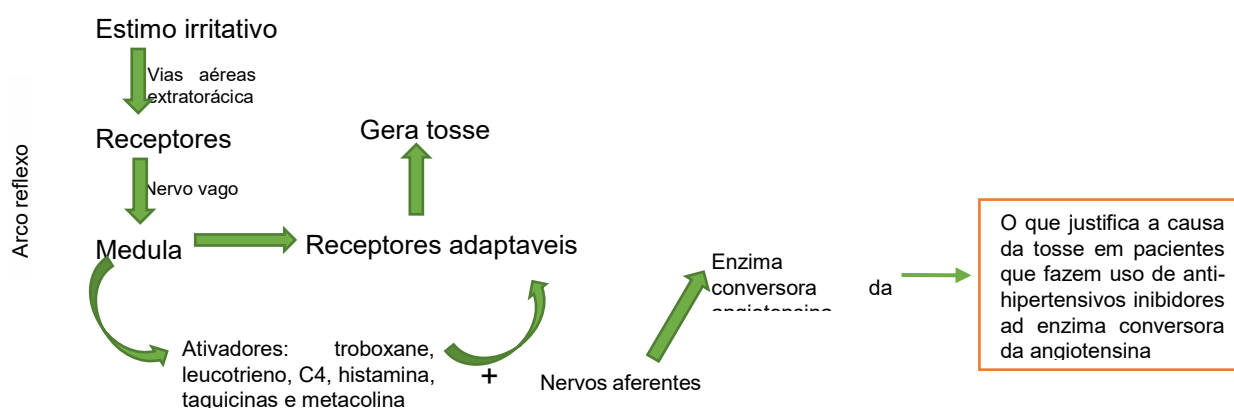 Estimo irritativo
Vias aéreas
extratorácica
Receptores
Gera tosse
Arco reflexo
Nervo vago
Medula
Receptores adaptaveis
Enzima
conversora da
angiotensina
O que justifica a causa
da tosse em pacientes
que fazem uso de anti-
hipertensivos inibidores
ad enzima conversora
da angiotensina
Ativadores: troboxane,
leucotrieno, C4, histamina,
taquicinas e metacolina
+
Nervos aferentes